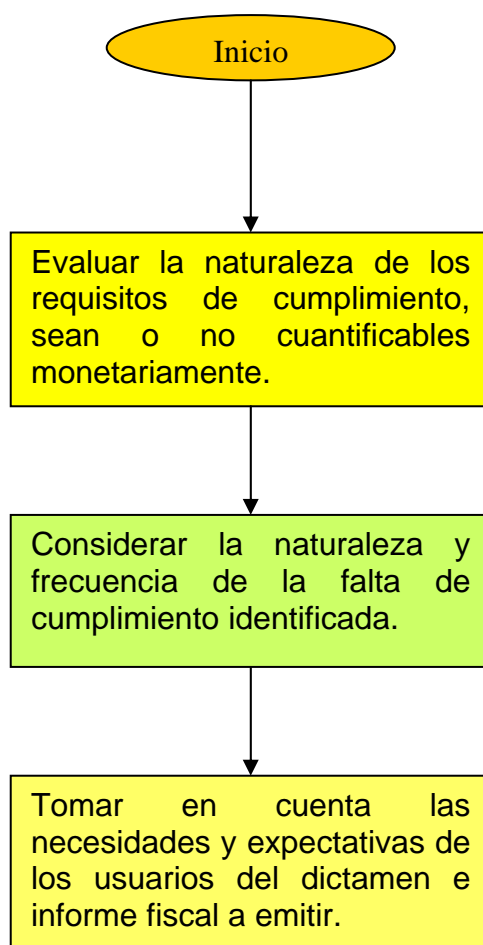 Inicio
Evaluar la naturaleza de los
requisitos de cumplimiento,
sean o no cuantificables
monetariamente.
Considerar la naturaleza y
frecuencia de la falta de
cumplimiento identificada.
Tomar en cuenta las
necesidades y expectativas de
los usuarios del dictamen e
informe fiscal a emitir.